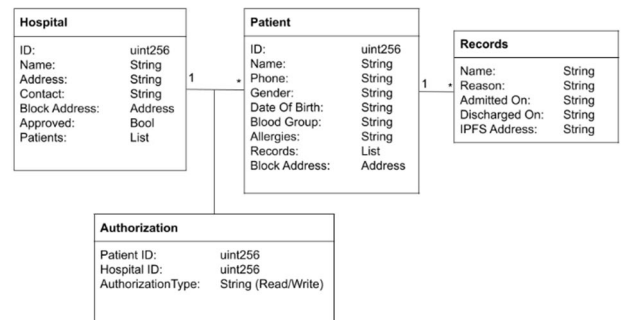 Hospital
ID: uint256
Name: String
Address: String
Contact: String
Block Address: Address
Approved: Bool
Patients: List
1
*
Patient
ID: uint256
Name: String
Phone: String
Gender: String
Date Of Birth: String
Blood Group: String
Allergies: String
Records: List
Block Address: Address
1
*
Records
Name: String
Reason: String
Admitted On: String
Discharged On: String
IPFS Address: String
Authorization
Patient ID: uint256
Hospital ID: uint256
AuthorizationType: String (Read/Write)